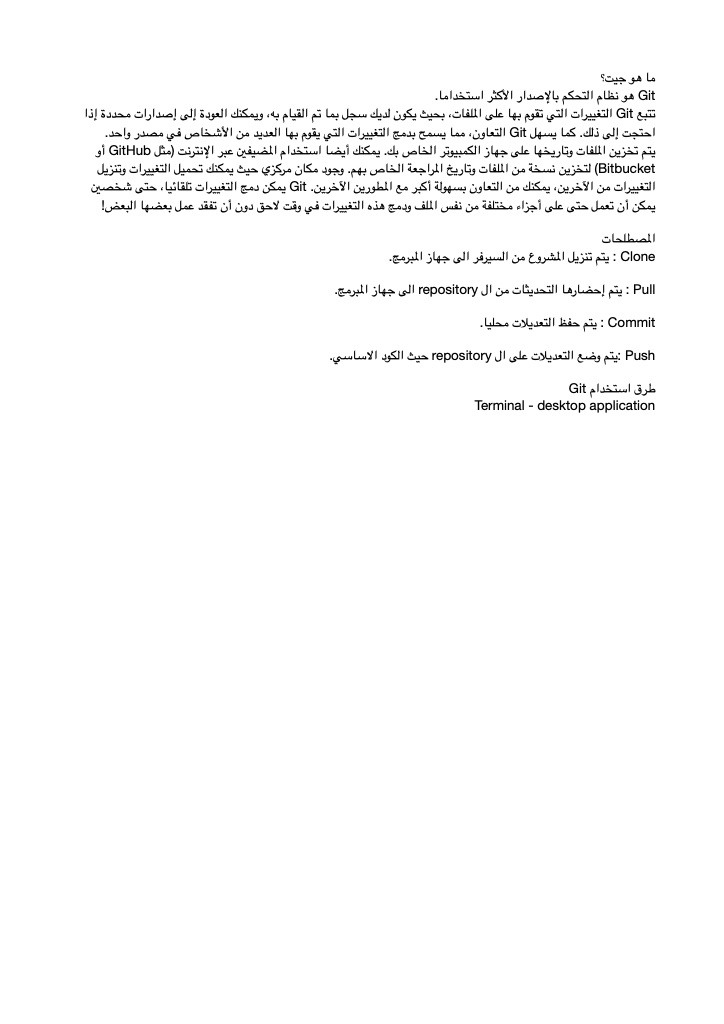 ما هو جيت؟
Git هو نظام التحكم بالإصدار الأكثر استخداما.
تتبع Git التغييرات التي تقوم بها على الملفات، بحيث يكون لديك سجل بما تم القيام به، ويمكنك العودة إلى إصدارات محددة إذا
احتجت إلى ذلك. كما يسهل Git التعاون، مما يسمح بدمج التغييرات التي يقوم بها العديد من الأشخاص في مصدر واحد.
يتم تخزين الملفات وتاريخها على جهاز الكمبيوتر الخاص بك. يمكنك أيضا استخدام المضيفين عبر الإنترنت (مثل GitHub أو
Bitbucket) لتخزين نسخة من الملفات وتاريخ المراجعة الخاص بهم. وجود مكان مركزي حيث يمكنك تحميل التغييرات وتنزيل
التغييرات من الآخرين، يمكنك من التعاون بسهولة أكبر مع المطورين الآخرين. Git يمكن دمج التغييرات تلقائيا، حتى شخصين
يمكن أن تعمل حتى على أجزاء مختلفة من نفس الملف ودمج هذه التغييرات في وقت لاحق دون أن تفقد عمل بعضها البعض!
المصطلحات
Clone : يتم تنزيل المشروع من السيرفر الى جهاز المبرمج.
Pull : يتم إحضارها التحديثات من ال repository الى جهاز المبرمج.
Commit : يتم حفظ التعديلات محليا.
Push :يتم وضع التعديلات على ال repository حيث الكود الاساسي.
طرق استخدام Git
Terminal - desktop application